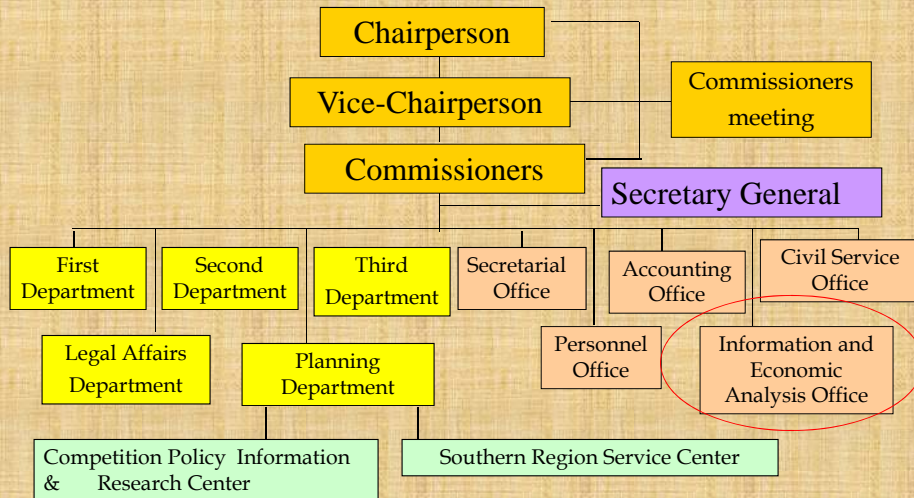 Chairperson
Vice-Chairperson
Commissioners
meeting
Commissioners
Secretary General
First
Department
Second
Department
Third
Department
Secretarial
Office
Accounting
Office
Civil Service
Office
Legal Affairs
Department
Planning
Department
Personnel
Office
Information and
Economic
Analysis Office
Competition Policy Information
& Research Center
Southern Region Service Center